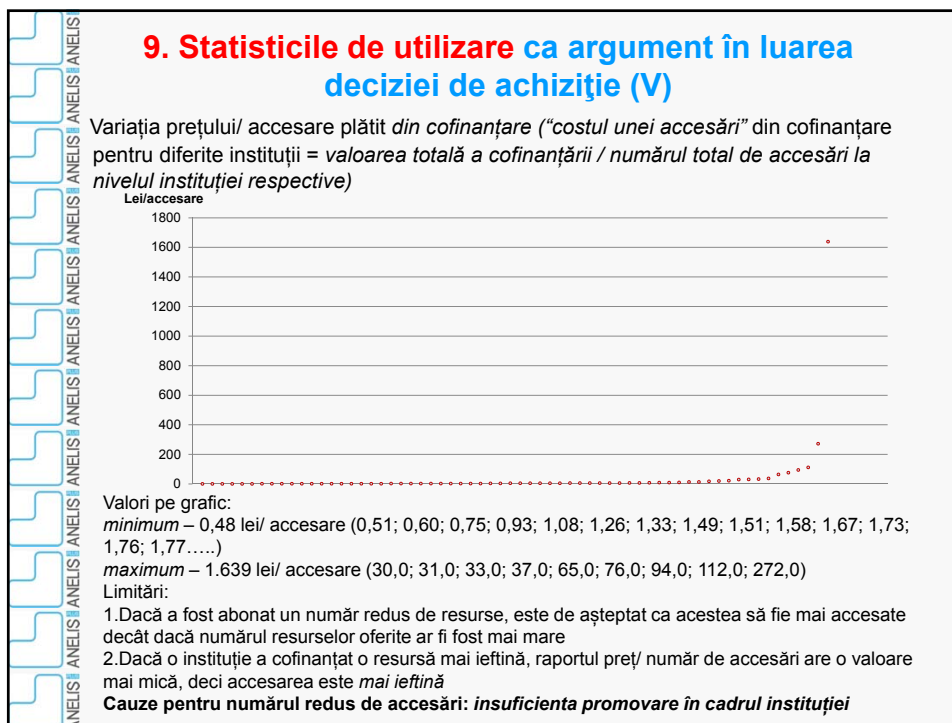 9. Statisticile de utilizare ca argument în luarea
deciziei de achiziţie (V)
Variația prețului/ accesare plătit din cofinanțare (“costul unei accesări” din cofinanțare
pentru diferite instituții = valoarea totală a cofinanțării / numărul total de accesări la
nivelul instituției respective)
Lei/accesare
1800
1600
1400
1200
1000
800
600
400
200
0
Valori pe grafic:
minimum – 0,48 lei/ accesare (0,51; 0,60; 0,75; 0,93; 1,08; 1,26; 1,33; 1,49; 1,51; 1,58; 1,67; 1,73;
1,76; 1,77…..)
maximum – 1.639 lei/ accesare (30,0; 31,0; 33,0; 37,0; 65,0; 76,0; 94,0; 112,0; 272,0)
Limitări:
1.Dacă a fost abonat un număr redus de resurse, este de așteptat ca acestea să fie mai accesate
decât dacă numărul resurselor oferite ar fi fost mai mare
2.Dacă o instituție a cofinanțat o resursă mai ieftină, raportul preț/ număr de accesări are o valoare
mai mică, deci accesarea este mai ieftină
Cauze pentru numărul redus de accesări: insuficienta promovare în cadrul instituției
ANELIS
ANELIS
ANELIS
ANELIS
ANELIS
ANELIS
ANELIS
ANELIS
ANELIS
ANELIS
ANELIS
ANELIS